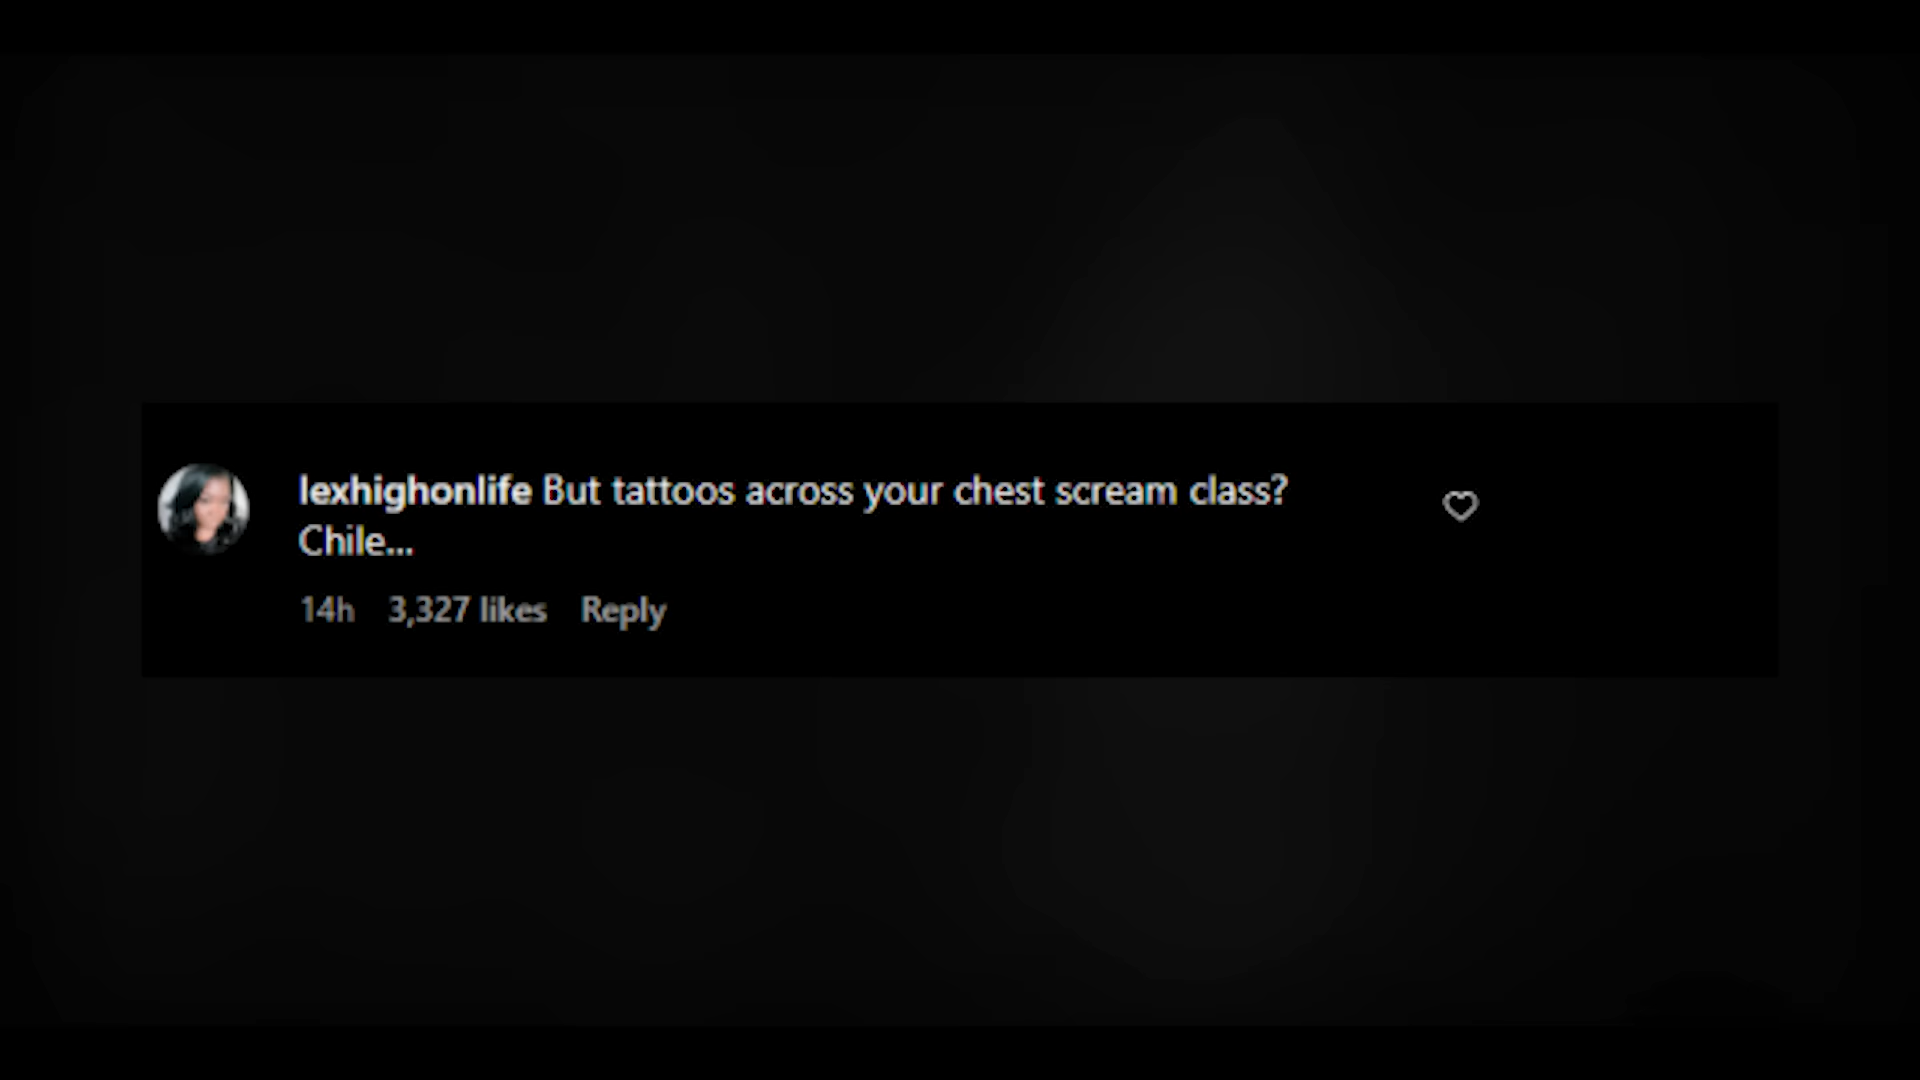 lexhighonlife But tattoos across your chest scream class?
Chile...
14h 3,327 likes Reply